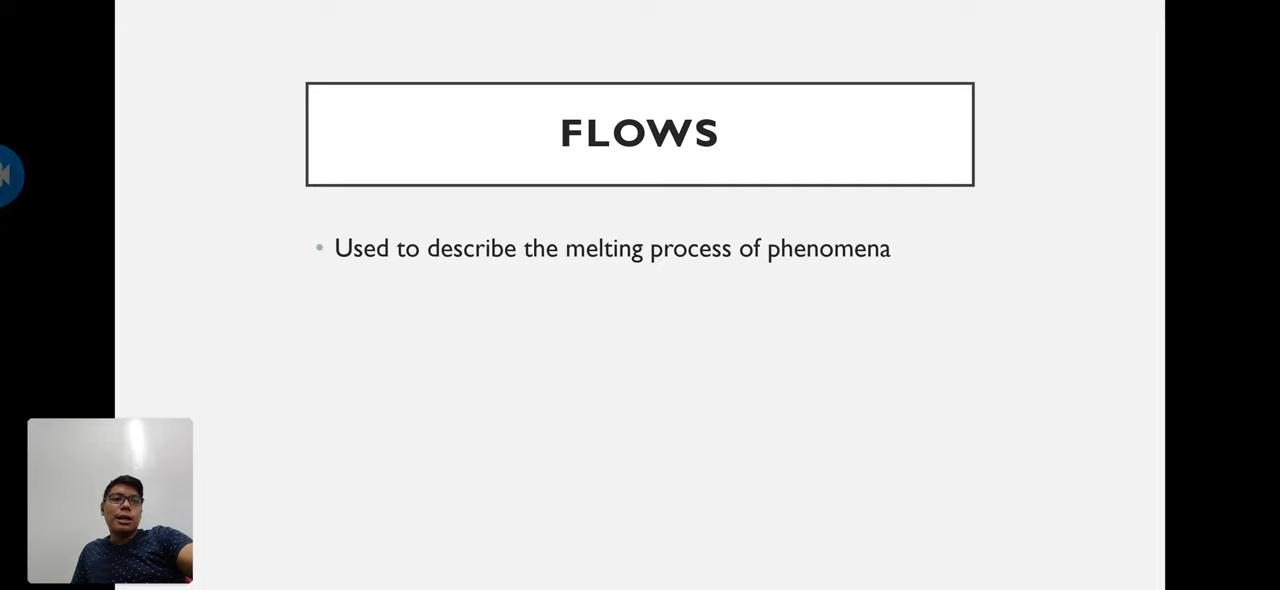 FLOWS
• Used to describe the melting process of phenomena